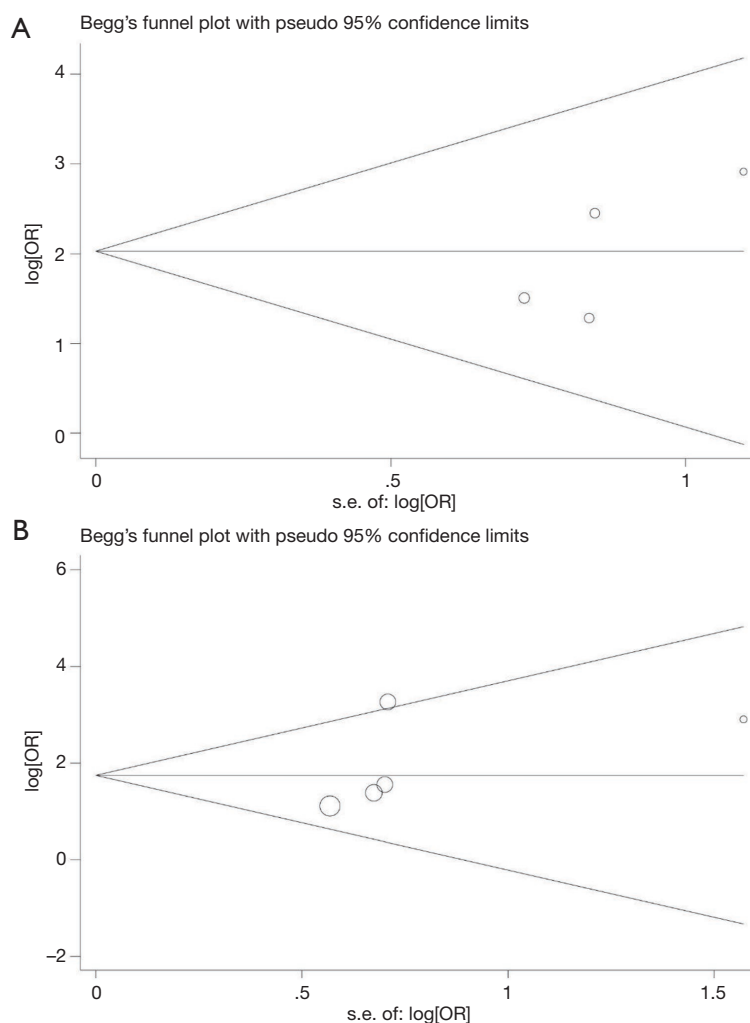 A
Begg's funnel plot with pseudo 95% confidence limits
4
3
2
1
0
log[OR]
0
.5
1
s.e. of: log[OR]
B
Begg's funnel plot with pseudo 95% confidence limits
6
4
2
0
−2
log[OR]
0
.5
1
1.5
s.e. of: log[OR]